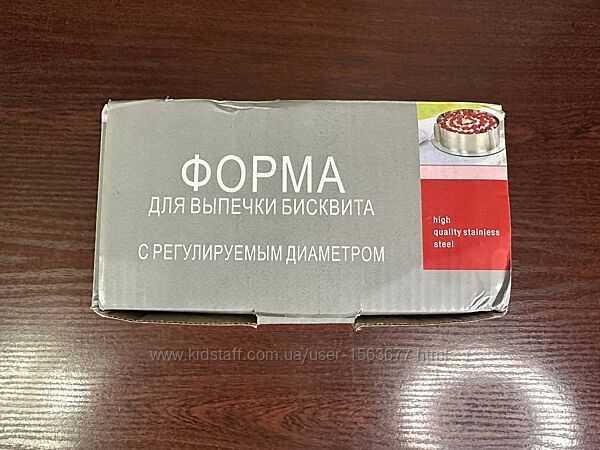 ФОРМА
ДЛЯ ВЫПЕЧКИ БИСКВИТА
С РЕГУЛИРУЕМЫМ ДИАМЕТРОМ
high
quality stainless
steel
www.kidstaff.com.ua/user-1563677.html